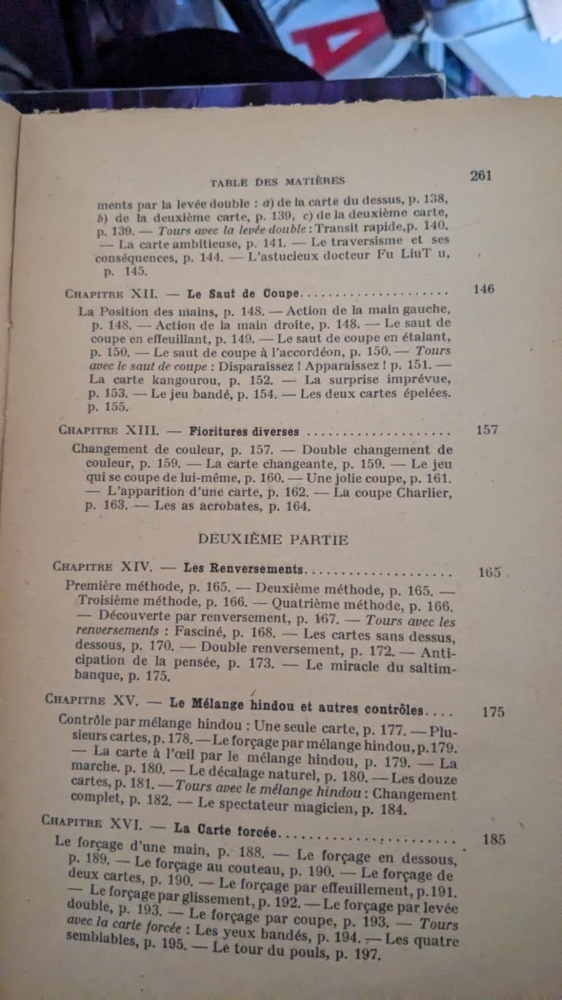 A
TABLE DES MATIÈRES 261
ments par la levée double : a) de la carte du dessus, p. 138,
b) de la deuxième carte, p. 139, c) de la deuxième carte,
p. 139. — Tours avec la levée double : Transit rapide, p. 140.
— La carte ambitieuse, p. 141. — Le traversisme et ses
conséquences, p. 144. — L'astucieux docteur Fu LiuT u,
p. 145.
CHAPITRE XII. — Le Saut de Coupe..................... 146
La Position des mains, p. 148. — Action de la main gauche,
p. 148. — Action de la main droite, p. 148. — Le saut de
coupe en effeuillant, p. 149. — Le saut de coupe en étalant,
p. 150. — Le saut de coupe à l'accordéon, p. 150. — Tours
avec le saut de coupe : Disparaissez ! Apparaissez ! p. 151. —
La carte kangourou, p. 152. — La surprise imprévue,
p. 153. — Le jeu bandé, p. 154. — Les deux cartes épelées.
p. 155.
CHAPITRE XIII. — Fioritures diverses .................... 157
Changement de couleur, p. 157. — Double changement de
couleur, p. 159. — La carte changeante, p. 159. — Le jeu
qui se coupe de lui-même, p. 160. — Une jolie coupe, p. 161.
— L'apparition d'une carte, p. 162. — La coupe Charlier,
p. 163. — Les as acrobates, p. 164.
DEUXIÈME PARTIE
CHAPITRE XIV. — Les Renversements..................... 165
Première méthode, p. 165. — Deuxième méthode, p. 165. —
Troisième méthode, p. 166. — Quatrième méthode, p. 166.
— Découverte par renversement, p. 167. — Tours avec les
renversements : Fasciné, p. 168. — Les cartes sans dessus,
dessous, p. 170. — Double renversement, p. 172. — Anti-
cipation de la pensée, p. 173. — Le miracle du saltim-
banque, p. 175.
CHAPITRE XV. — Le Mélange hindou et autres contrôles.... 175
Contrôle par mélange hindou : Une seule carte, p. 177. — Plu-
sieurs cartes, p. 178. — Le forçage par mélange hindou, p. 179.
— La carte à l'œil par le mélange hindou, p. 179. — La
marche. p. 180. — Le décalage naturel, p. 180. — Les douze
cartes, p. 181. — Tours avec le mélange hindou : Changement
complet, p. 182. — Le spectateur magicien, p. 184.
CHAPITRE XVI. — La Carte forcée......................... 185
Le forçage d'une main, p. 188. — Le forçage en dessous,
p. 189. — Le forçage au couteau, p. 190. — Le forçage de
deux cartes, p. 190. — Le forçage par effeuillement, p.191.
— Le forçage par glissement, p. 192. — Le forçage par levée
double, p. 193. — Le forçage par coupe, p. 193. — Tours
avec la carte forcée : Les yeux bandés, p. 194. — Les quatre
semblables, p. 195. — Le tour du pouls, p. 197.